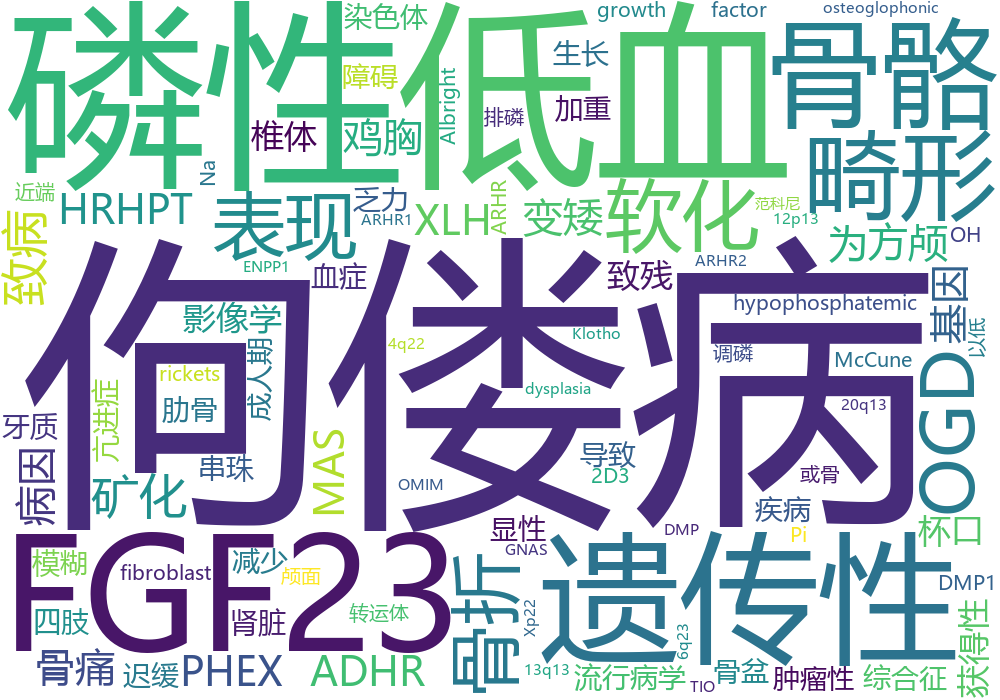 磷性低血
骨骼
畸形
染色体
障碍
椎体
鸡胸
Albright
growth
factor
osteoglophonic
生长
排磷
加重
Na
近端
HRHPT
表现
乏力
ARHR1
XLH
ARHR
变矮
软化
范科尼
12p13
为方颅
OH
致病
ENPP1
血症
致残
ARHR2
影像学
佝偻病
hypophosphatemic
基因
以低
Klotho
4q22
调磷
McCune
亢进症
rickets
成人期
dysplasia
肋骨
20q13
OGD
牙质
病因
串珠
MAS
导致
2D3
或骨
矿化
OMIM
疾病
杯口
显性
DMP
Pi
FGF23
GNAS
遗传性
模糊
fibroblast
减少
颅面
骨折
DMP1
四肢
肾脏
转运体
Xp22
6q23
获得性
骨痛
迟缓
PHEX
ADHR
13q13
流行病学
TIO
骨盆
肿瘤性
综合征